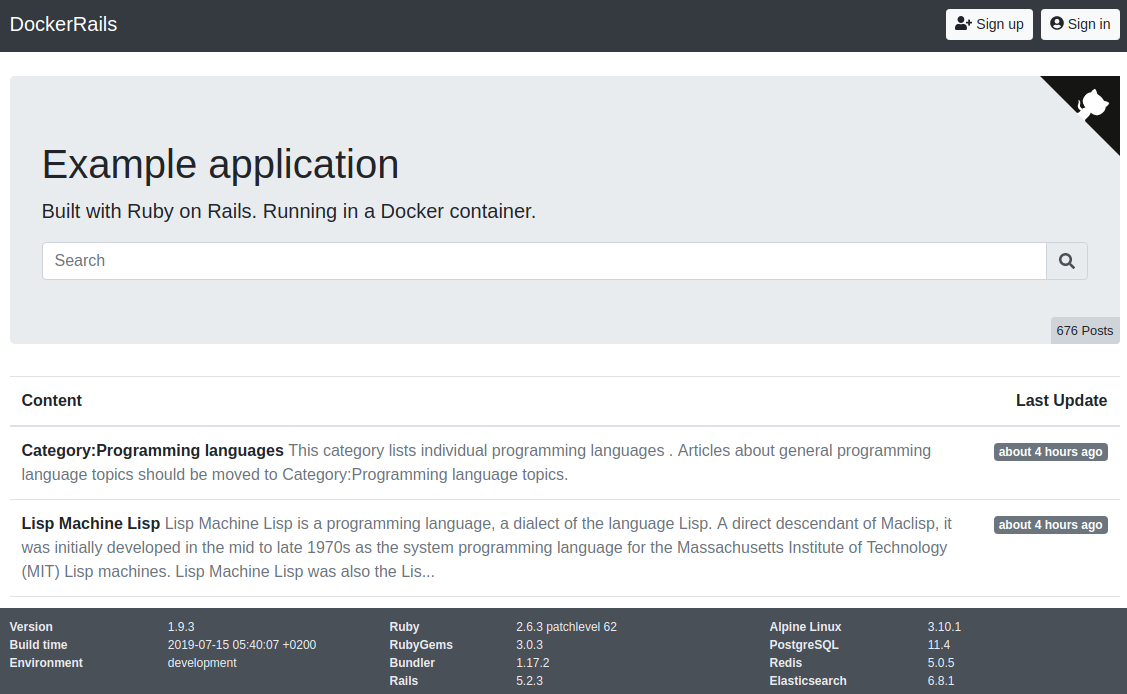 DockerRails
Sign up
Sign in
Example application
Built with Ruby on Rails. Running in a Docker container.
Search
676 Posts
Content Last Update
Category:Programming languages This category lists individual programming languages . Articles about general programming
language topics should be moved to Category:Programming language topics.
about 4 hours ago
Lisp Machine Lisp Lisp Machine Lisp is a programming language, a dialect of the language Lisp. A direct descendant of Maclisp, it
was initially developed in the mid to late 1970s as the system programming language for the Massachusetts Institute of Technology
(MIT) Lisp machines. Lisp Machine Lisp was also the Lis...
about 4 hours ago
Version 1.9.3
Build time 2019-07-15 05:40:07 +0200
Environment development
Ruby 2.6.3 patchlevel 62
RubyGems 3.0.3
Bundler 1.17.2
Rails 5.2.3
Alpine Linux 3.10.1
PostgreSQL 11.4
Redis 5.0.5
Elasticsearch 6.8.1